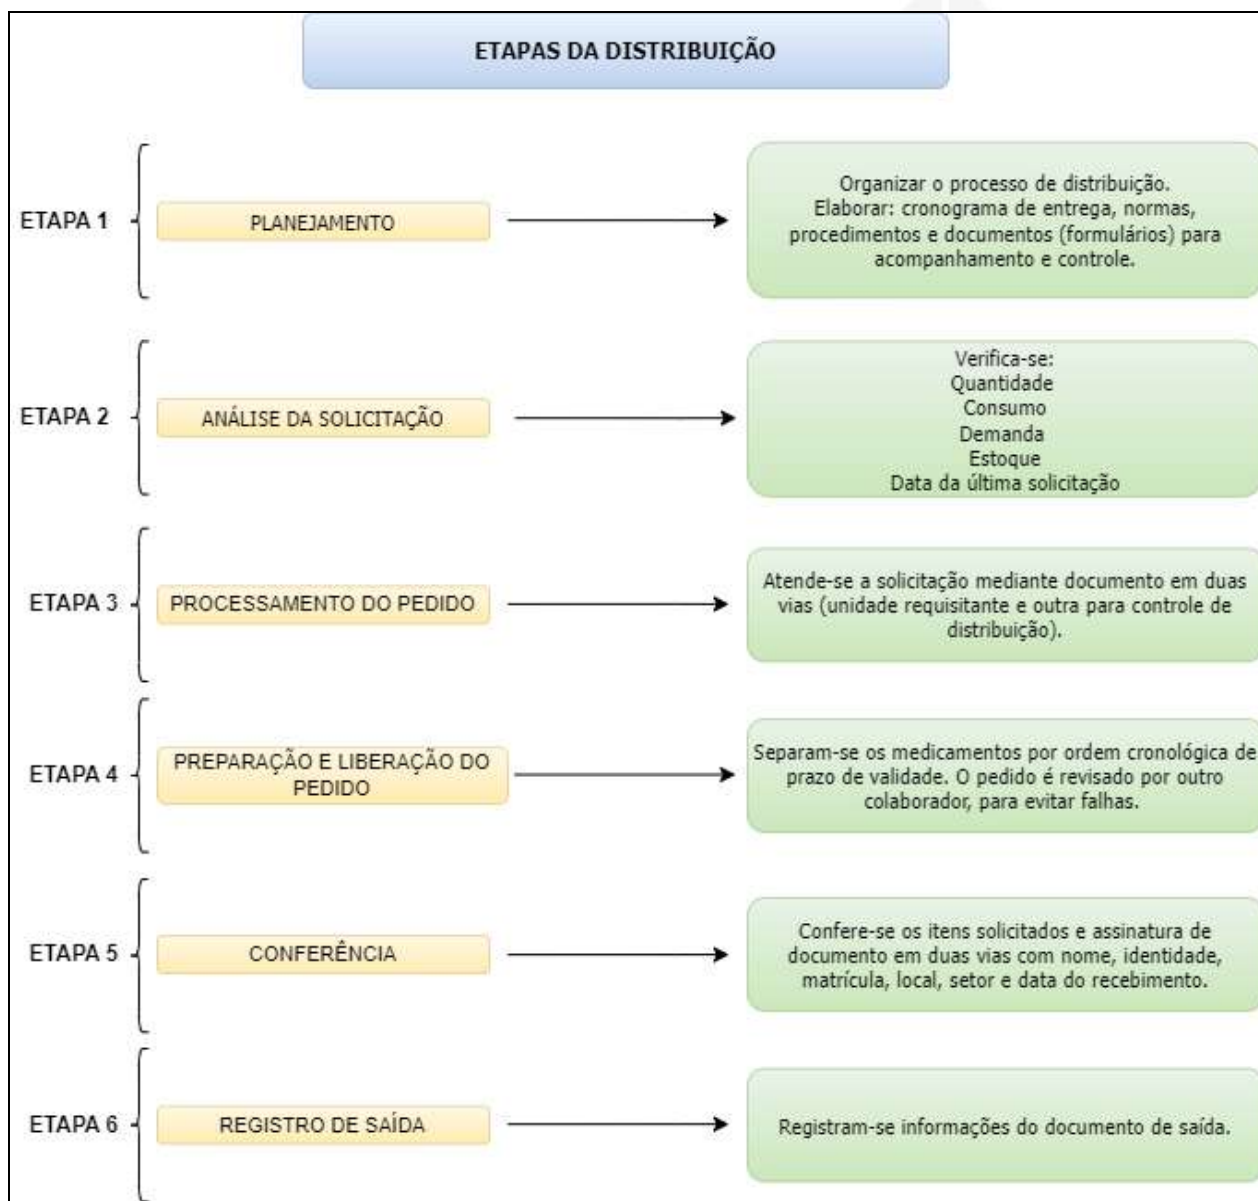 ETAPAS DA DISTRIBUIÇÃO
ETAPA 1
PLANEJAMENTO
Organizar o processo de distribuição.
Elaborar: cronograma de entrega, normas,
procedimentos e documentos (formulários) para
acompanhamento e controle.
ETAPA 2
ANÁLISE DA SOLICITAÇÃO
Verifica-se:
Quantidade
Consumo
Demanda
Estoque
Data da última solicitação
ETAPA 3
PROCESSAMENTO DO PEDIDO
Atende-se a solicitação mediante documento em duas
vias (unidade requisitante e outra para controle de
distribuição).
ETAPA 4
PREPARAÇÃO E LIBERAÇÃO DO
PEDIDO
Separam-se os medicamentos por ordem cronológica de
prazo de validade. O pedido é revisado por outro
colaborador, para evitar falhas.
ETAPA 5
CONFERÊNCIA
Confere-se os itens solicitados e assinatura de
documento em duas vias com nome, identidade,
matrícula, local, setor e data do recebimento.
ETAPA 6
REGISTRO DE SAÍDA
Registram-se informações do documento de saída.